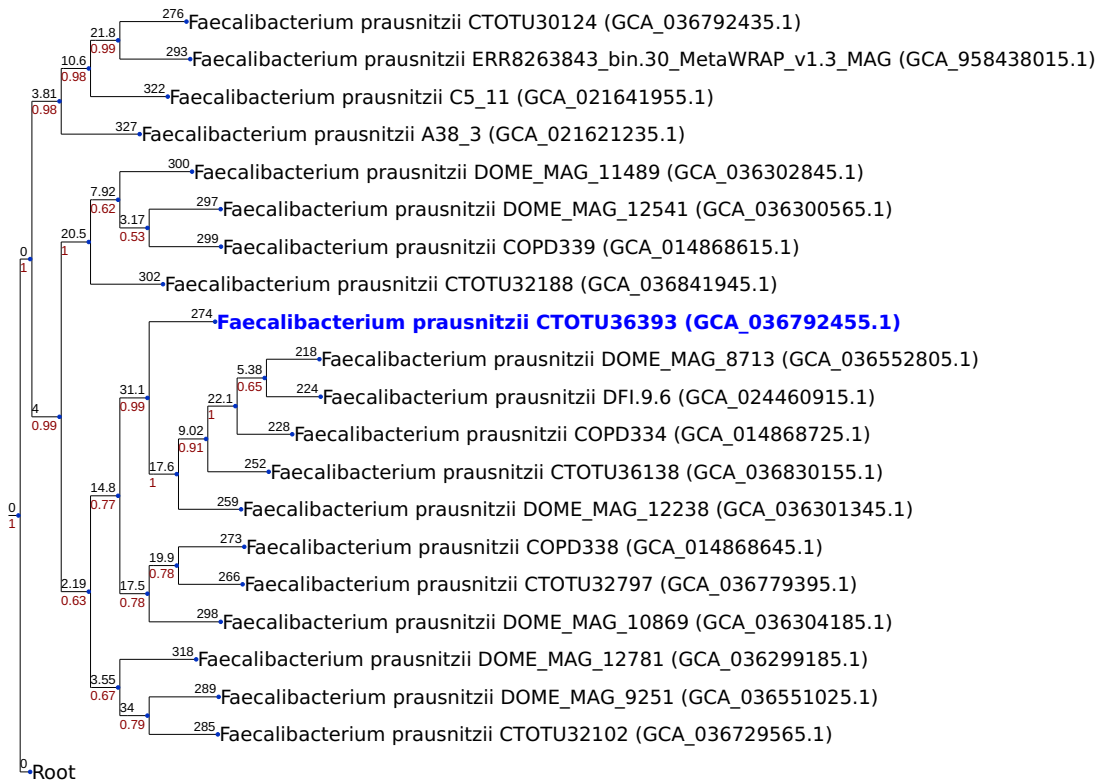 276 Faecalibacterium prausnitzii CTOTU30124 (GCA_036792435.1)
21.8
0.99
293 Faecalibacterium prausnitzii ERR8263843_bin.30_MetaWRAP_v1.3_MAG (GCA_958438015.1)
10.6
0.98
322 Faecalibacterium prausnitzii C5_11 (GCA_021641955.1)
3.81
0.98
327 Faecalibacterium prausnitzii A38_3 (GCA_021621235.1)
300 Faecalibacterium prausnitzii DOME_MAG_11489 (GCA_036302845.1)
7.92
0.62
297 Faecalibacterium prausnitzii DOME_MAG_12541 (GCA_036300565.1)
3.17
0.53
299 Faecalibacterium prausnitzii COPD339 (GCA_014868615.1)
20.5
1
0
1
302 Faecalibacterium prausnitzii CTOTU32188 (GCA_036841945.1)
274 Faecalibacterium prausnitzii CTOTU36393 (GCA_036792455.1)
218 Faecalibacterium prausnitzii DOME_MAG_8713 (GCA_036552805.1)
5.38
0.65
224 Faecalibacterium prausnitzii DFI.9.6 (GCA_024460915.1)
31.1
0.99
22.1
1
4
0.99
228 Faecalibacterium prausnitzii COPD334 (GCA_014868725.1)
9.02
0.91
252 Faecalibacterium prausnitzii CTOTU36138 (GCA_036830155.1)
17.6
1
14.8
0.77
259 Faecalibacterium prausnitzii DOME_MAG_12238 (GCA_036301345.1)
0
1
273 Faecalibacterium prausnitzii COPD338 (GCA_014868645.1)
19.9
0.78
266 Faecalibacterium prausnitzii CTOTU32797 (GCA_036779395.1)
2.19
0.63
17.5
0.78
298 Faecalibacterium prausnitzii DOME_MAG_10869 (GCA_036304185.1)
318 Faecalibacterium prausnitzii DOME_MAG_12781 (GCA_036299185.1)
3.55
0.67
289 Faecalibacterium prausnitzii DOME_MAG_9251 (GCA_036551025.1)
34
0.79
285 Faecalibacterium prausnitzii CTOTU32102 (GCA_036729565.1)
0 Root